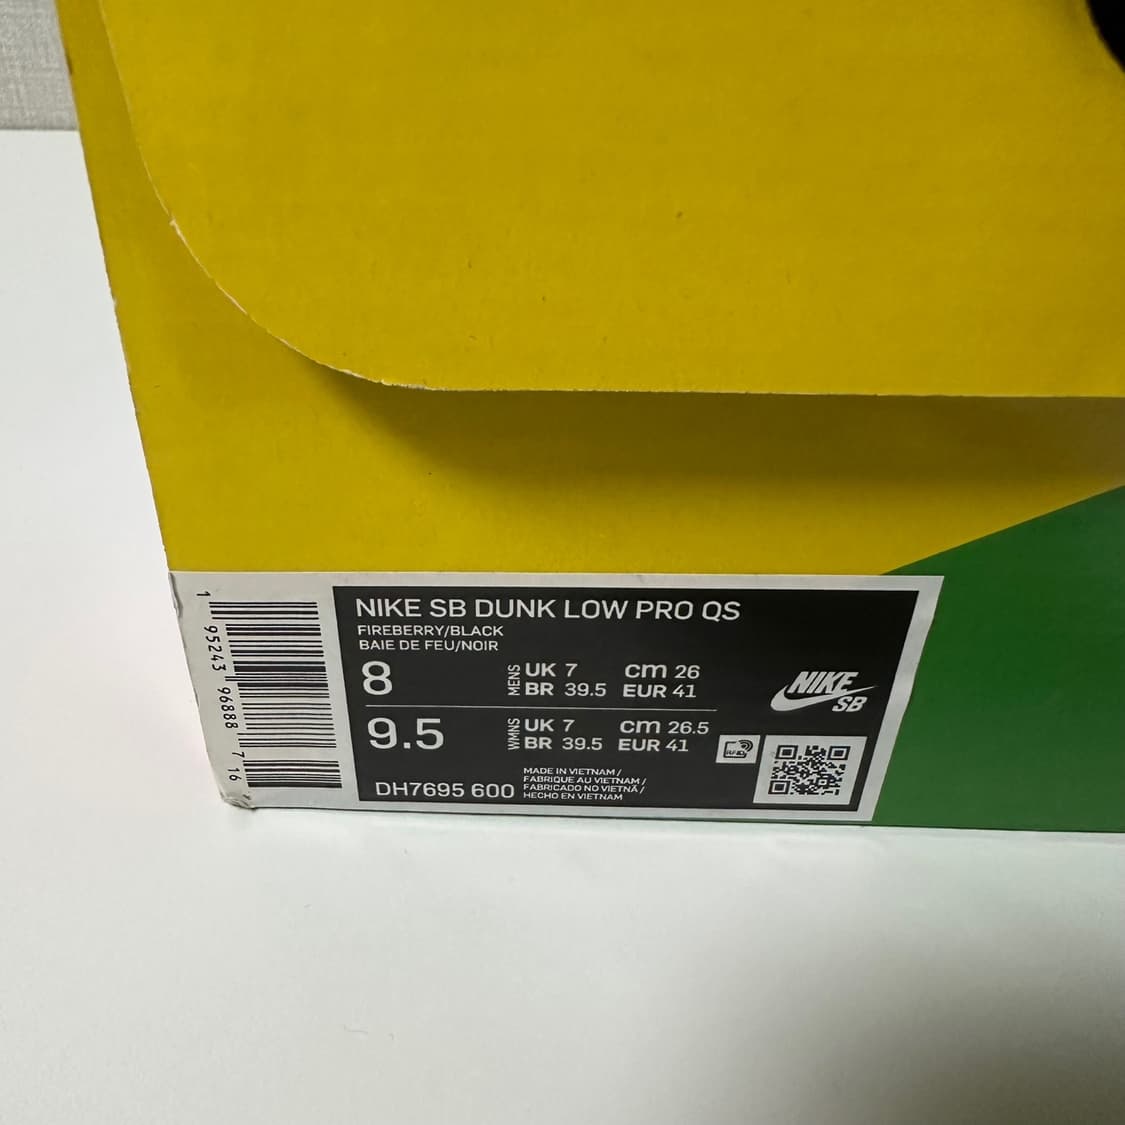 1 95243 96888 7 16
NIKE SB DUNK LOW PRO QS
FIREBERRY/BLACK
BAIE DE FEU/NOIR
8 MENS UK 7 cm 26
BR 39.5 EUR 41
9.5 WMNS UK 7 cm 26.5
BR 39.5 EUR 41
DH7695 600
MADE IN VIETNAM /
FABRIQUE AU VIETNAM /
FABRICADO NO VIETNÃ /
HECHO EN VIETNAM
NIKE
SB